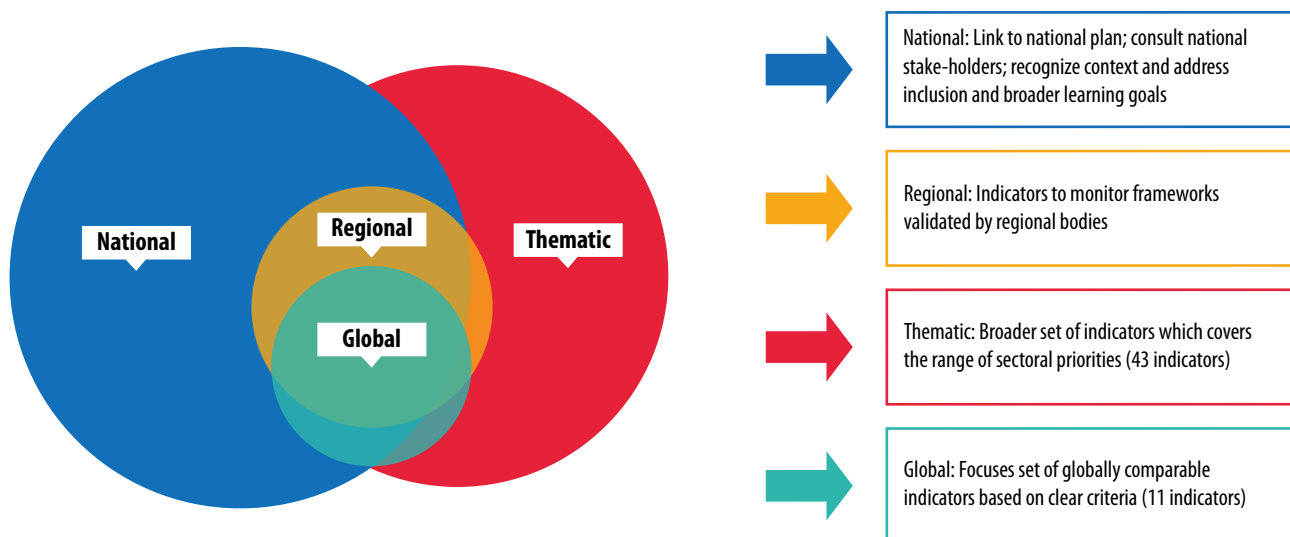 National
Regional
Thematic
Global
National: Link to national plan; consult national
stake-holders; recognize context and address
inclusion and broader learning goals
Regional: Indicators to monitor frameworks
validated by regional bodies
Thematic: Broader set of indicators which covers
the range of sectoral priorities (43 indicators)
Global: Focuses set of globally comparable
indicators based on clear criteria (11 indicators)